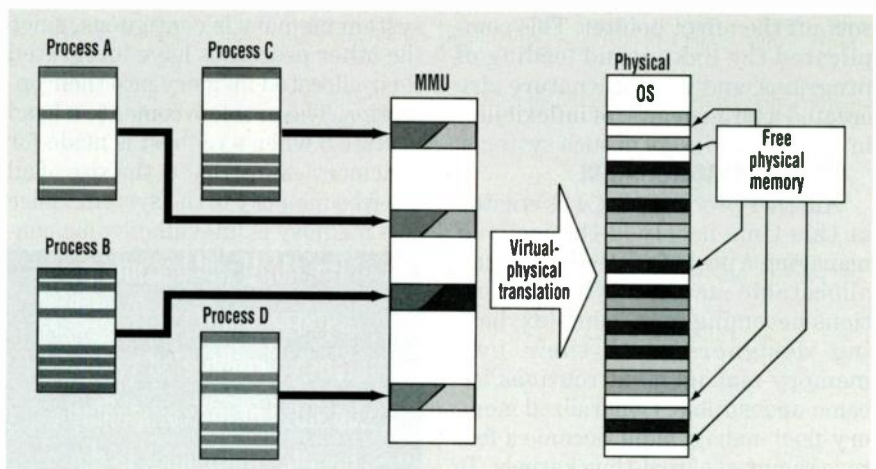 Process A
Process C
MMU
Physical
OS
Free
physical
memory
Process B
Virtual-
physical
translation
Process D